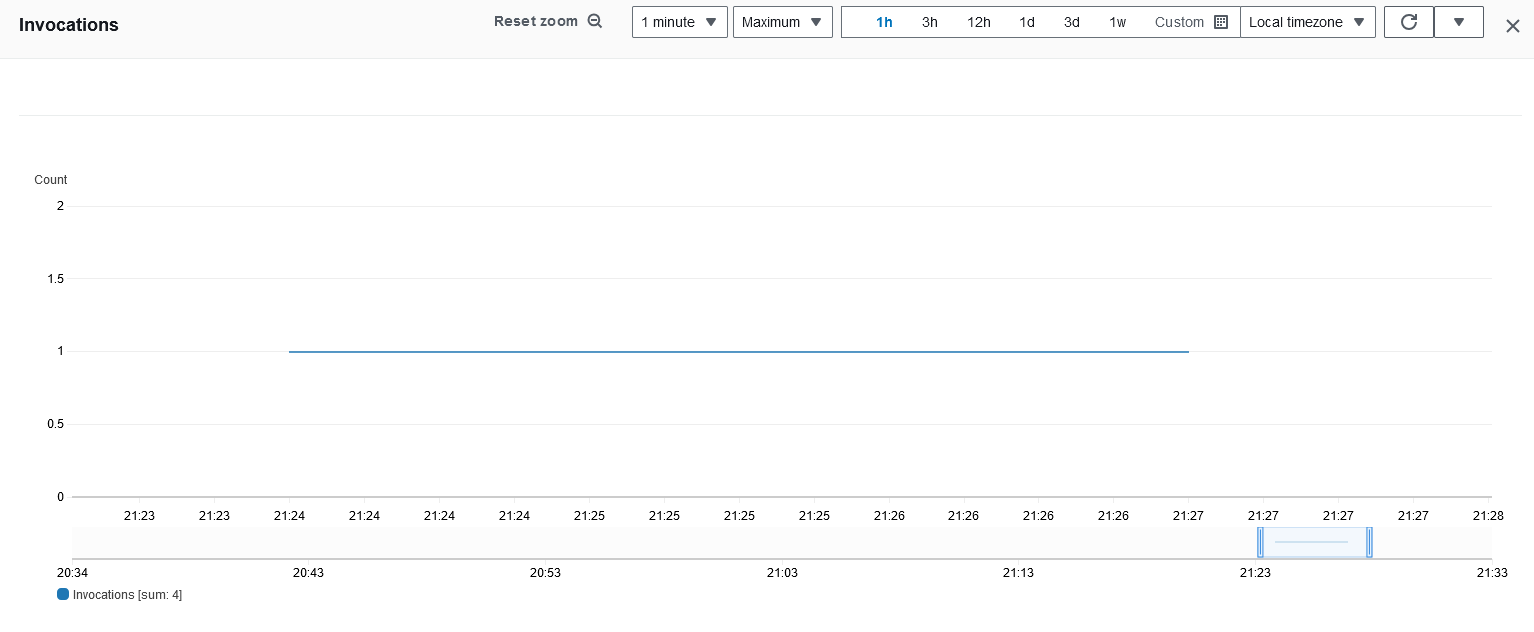 Invocations
Reset zoom
1 minute
Maximum
1h 3h 12h 1d 3d 1w Custom
Local timezone
Count
2
1.5
1
0.5
0
21:23 21:23 21:24 21:24 21:24 21:24 21:25 21:25 21:25 21:25 21:26 21:26 21:26 21:26 21:27 21:27 21:27 21:27 21:28
20:34 20:43 20:53 21:03 21:13 21:23 21:33
Invocations [sum: 4]